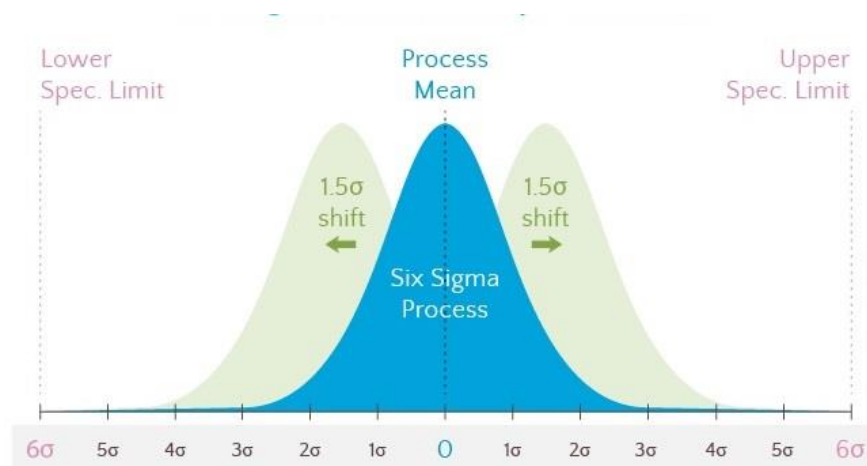 Lower
Spec. Limit
Process
Mean
Upper
Spec. Limit
1.5σ
shift
1.5σ
shift
Six Sigma
Process
6σ 5σ 4σ 3σ 2σ 1σ 0 1σ 2σ 3σ 4σ 5σ 6σ